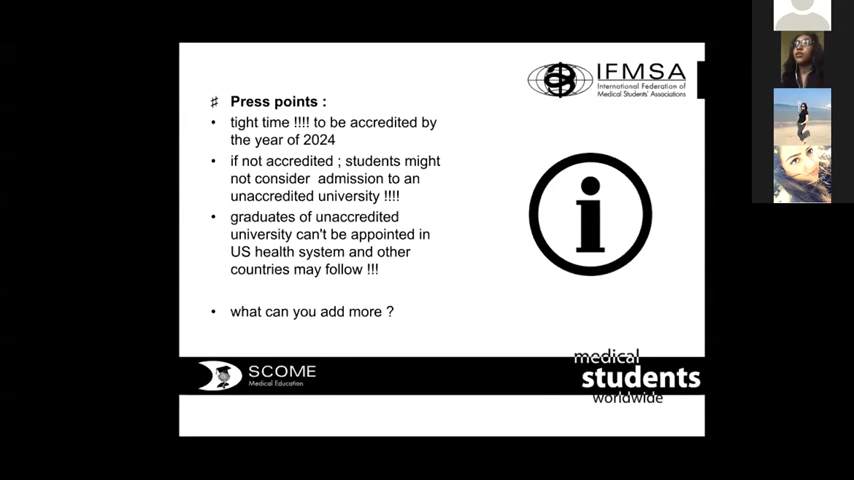 IFMSA
International Federation of
Medical Students' Associations
♯ Press points :
• tight time !!!! to be accredited by
the year of 2024
• if not accredited ; students might
not consider admission to an
unaccredited university !!!!
• graduates of unaccredited
university can't be appointed in
US health system and other
countries may follow !!!
• what can you add more ?
i
SCOME
Medical Education
medical
students
worldwide